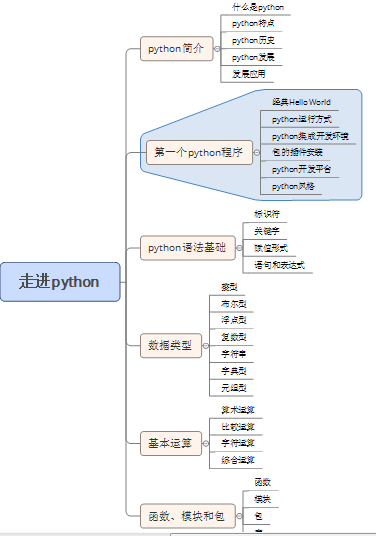 走进python
python简介
什么是python
python特点
python历史
python发展
发展应用
第一个python程序
经典Hello World
python运行方式
python集成开发环境
包的插件安装
python开发平台
python风格
python语法基础
标识符
关键字
赋值形式
语句和表达式
数据类型
整型
布尔型
浮点型
复数型
字符串
字典型
元组型
基本运算
算术运算
比较运算
字符运算
综合运算
函数、模块和包
函数
模块
包